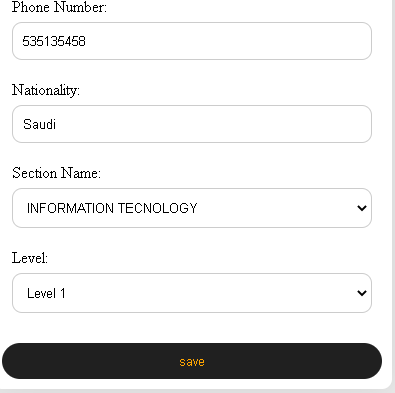 Phone Number:
535135458
Nationality:
Saudi
Section Name:
INFORMATION TECNOLOGY
Level:
Level 1
save